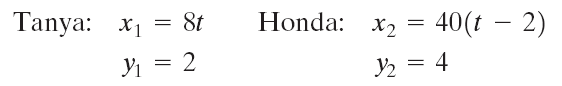 Tanya: x₁ = 8t Honda: x₂ = 40(t − 2)
y₁ = 2 y₂ = 4